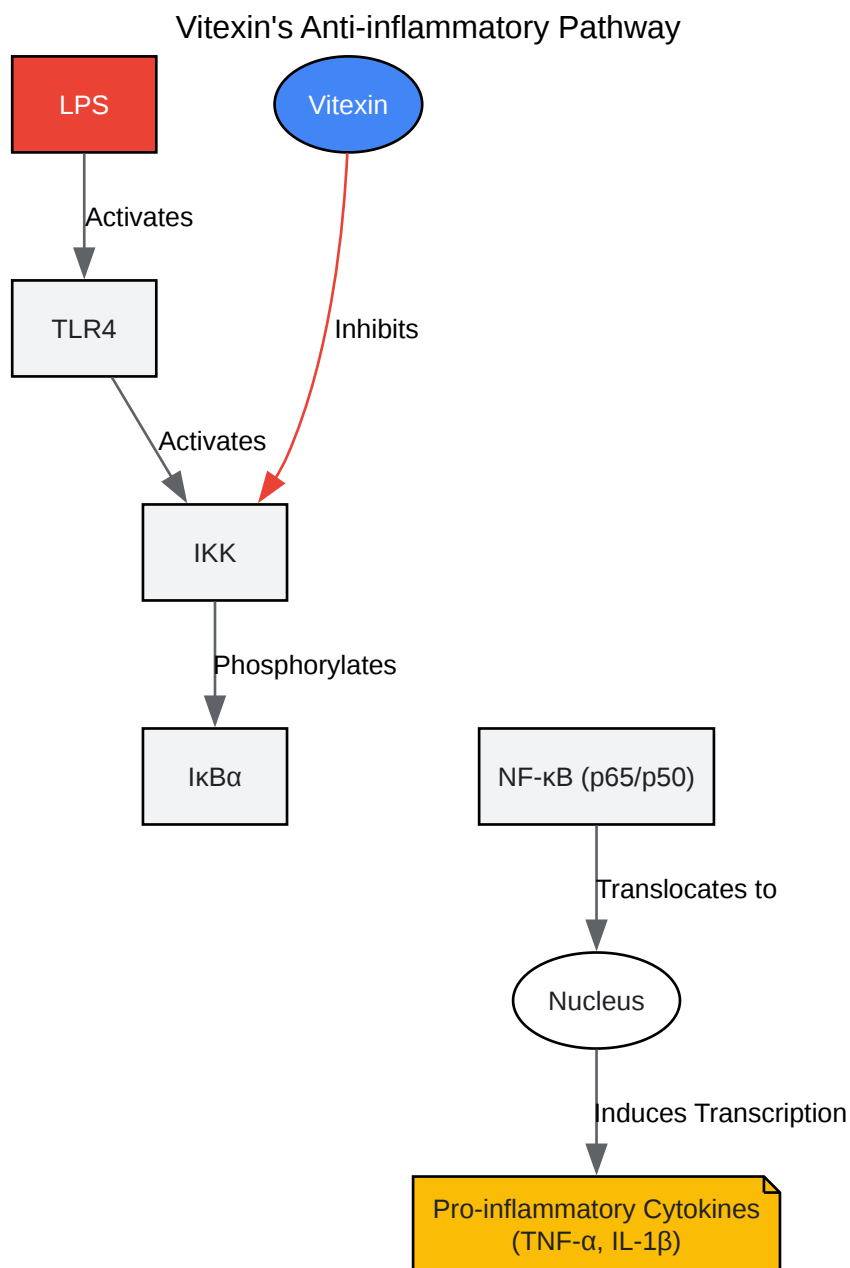 Vitexin's Anti-inflammatory Pathway
LPS
Vitexin
Activates
TLR4
Inhibits
Activates
IKK
Phosphorylates
IκBα
NF-κB (p65/p50)
Translocates to
Nucleus
Induces Transcription
Pro-inflammatory Cytokines
(TNF-α, IL-1β)